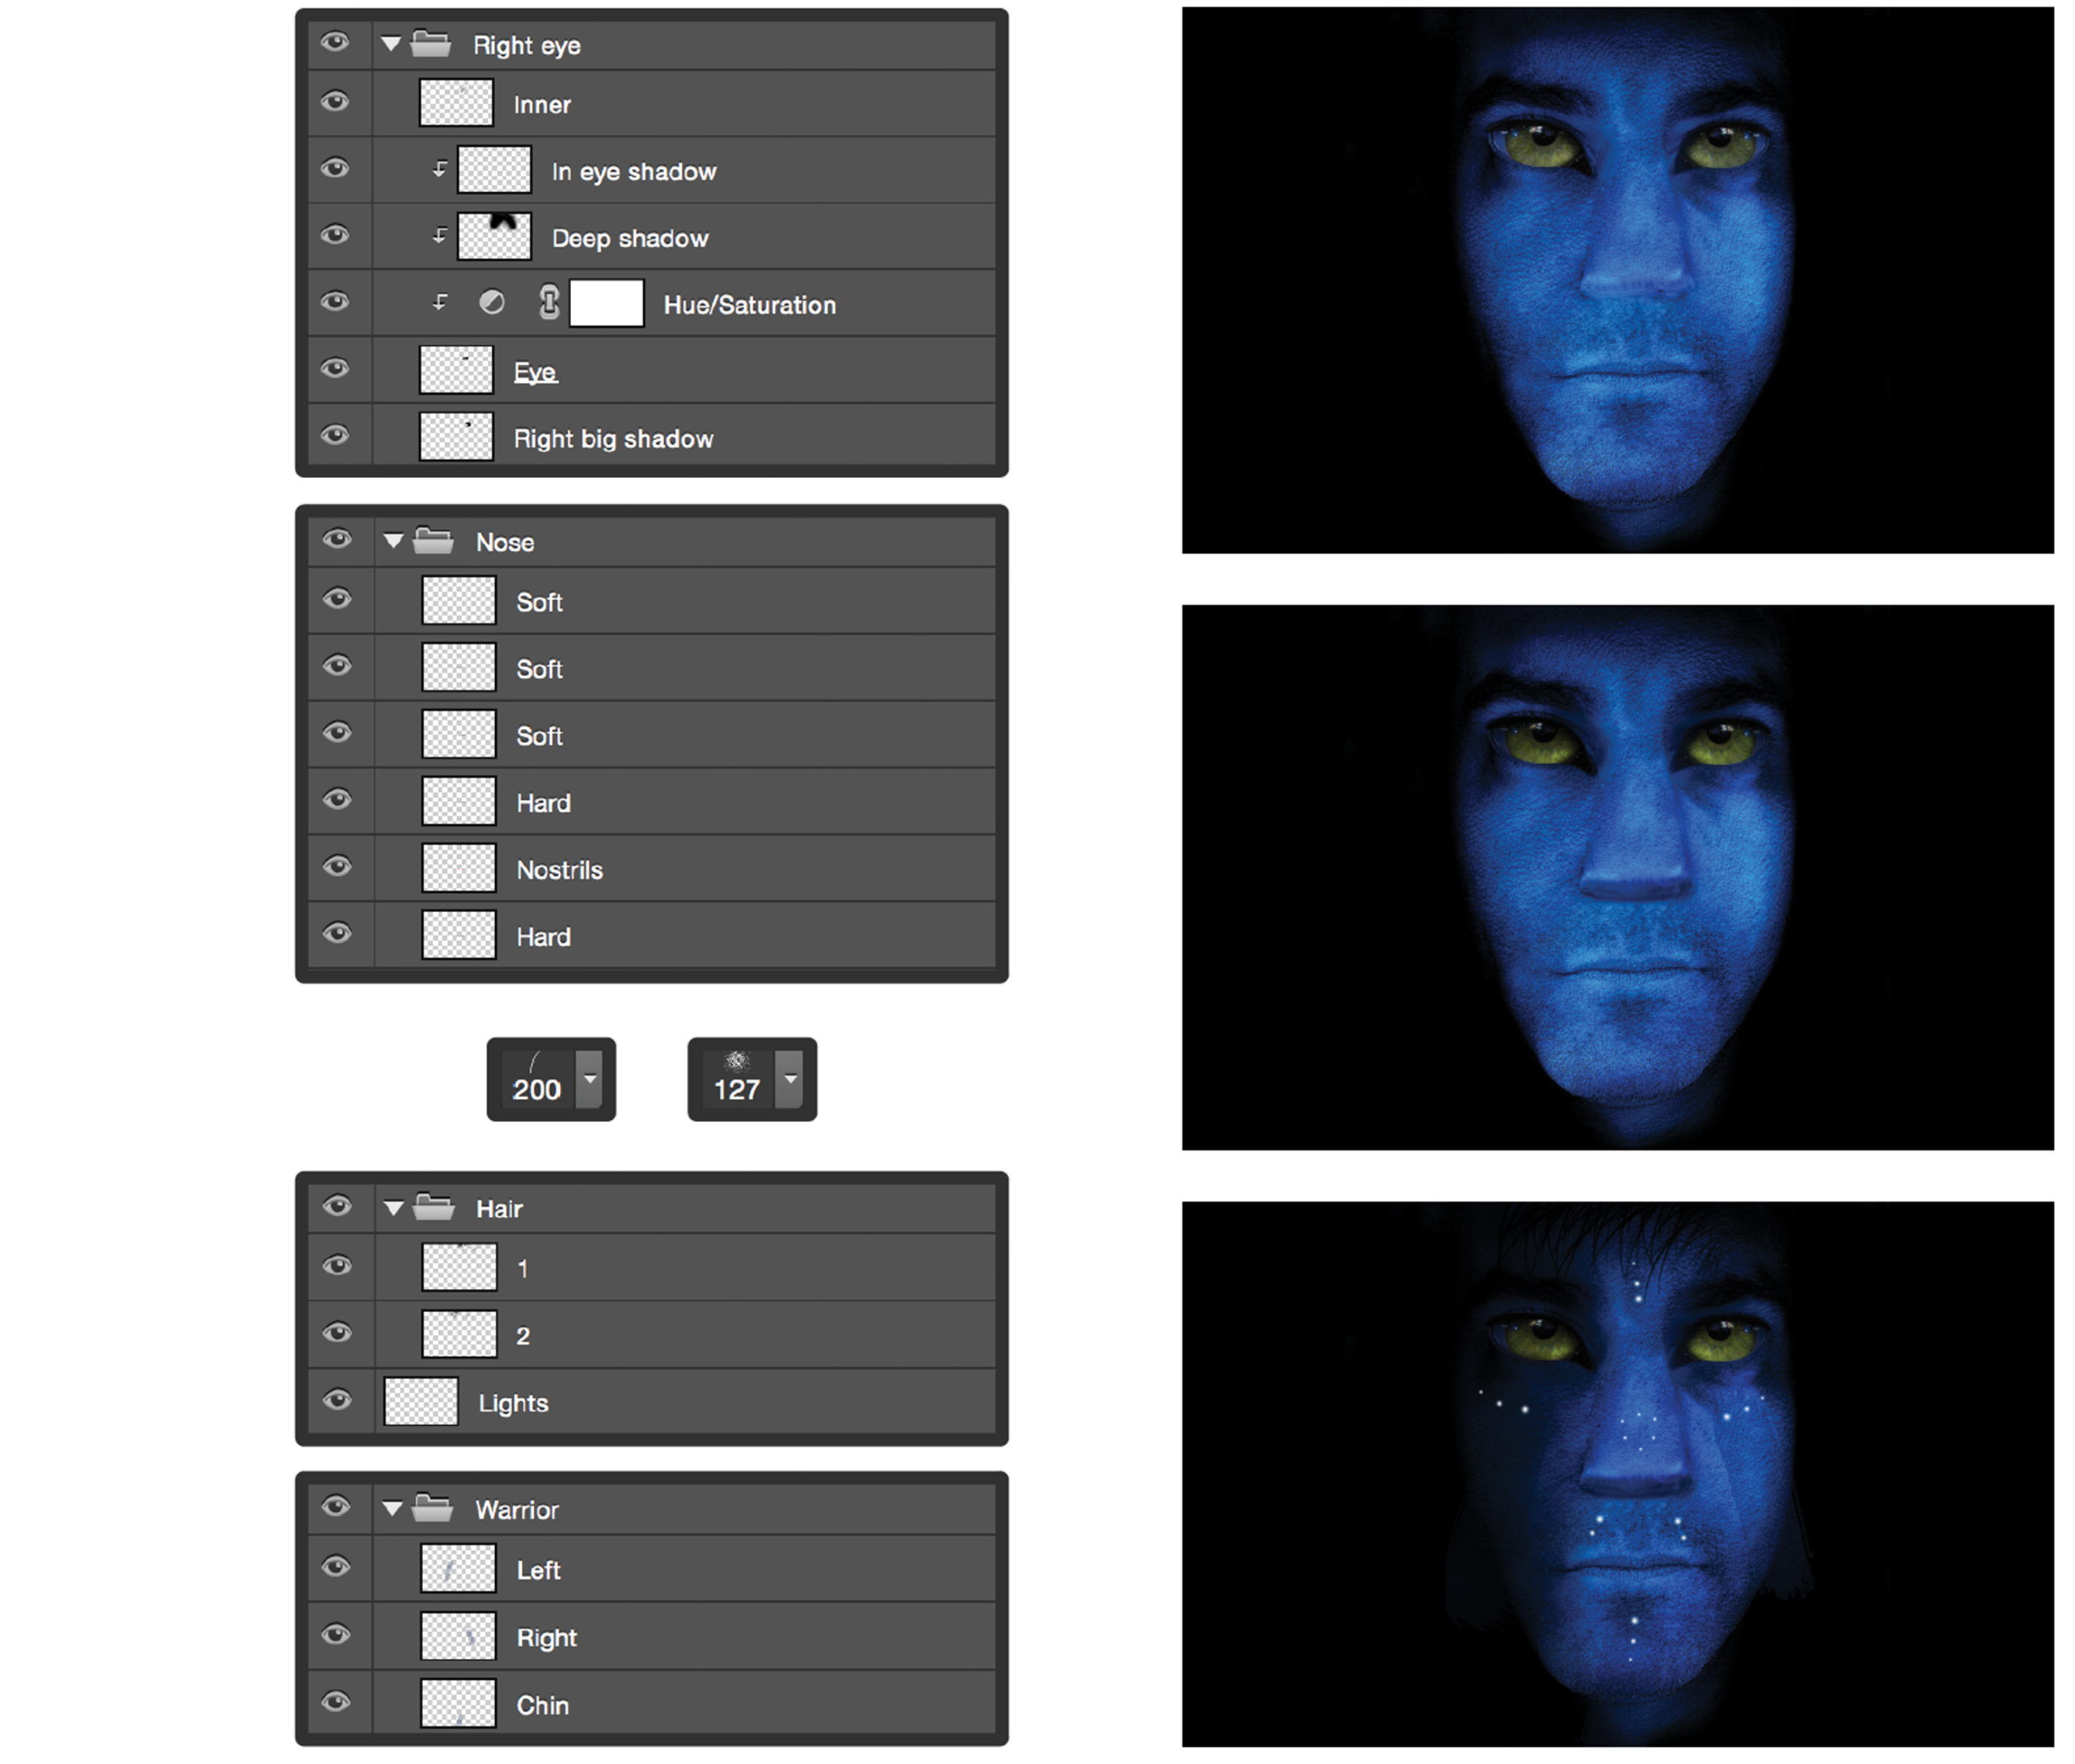 Right eye
Inner
In eye shadow
Deep shadow
Hue/Saturation
Eye
Right big shadow
Nose
Soft
Soft
Soft
Hard
Nostrils
Hard
200
127
Hair
1
2
Lights
Warrior
Left
Right
Chin